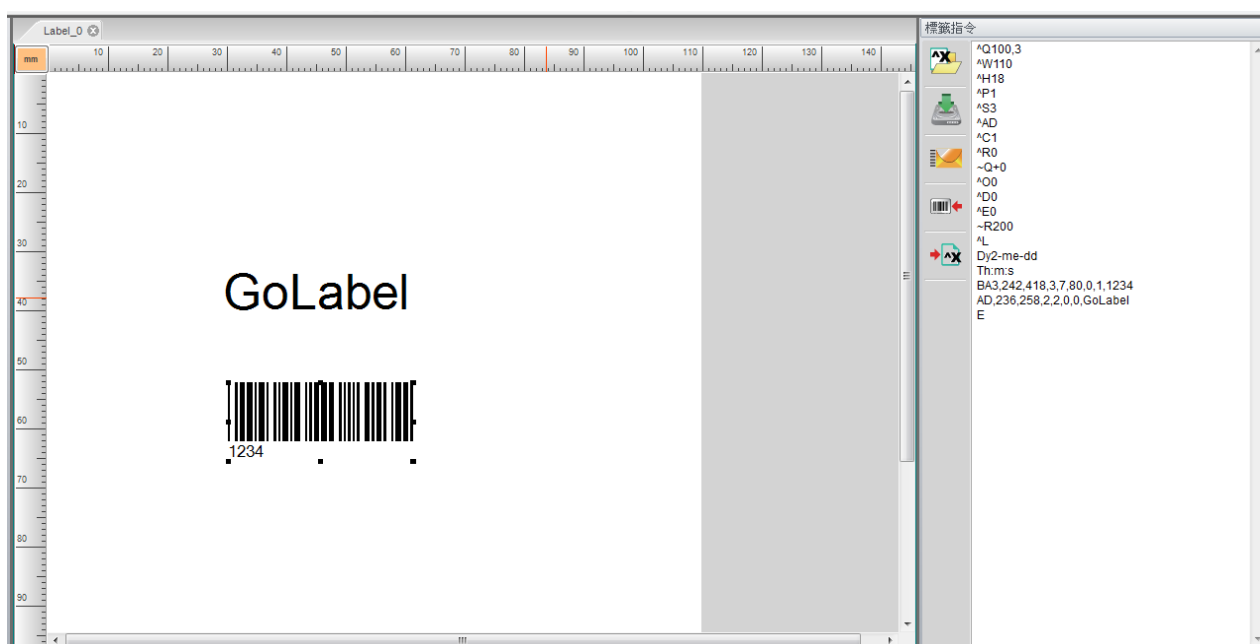 Label_0
標籤指令
mm
10 20 30 40 50 60 70 80 90 100 110 120 130 140
10
20
30
40
50
60
70
80
90
GoLabel
1234
^Q100,3
^W110
^H18
^P1
^S3
^AD
^C1
^R0
~Q+0
^O0
^D0
^E0
~R200
^L
Dy2-me-dd
Th:m:s
BA3,242,418,3,7,80,0,1,1234
AD,236,258,2,2,0,0,GoLabel
E
^X
^X